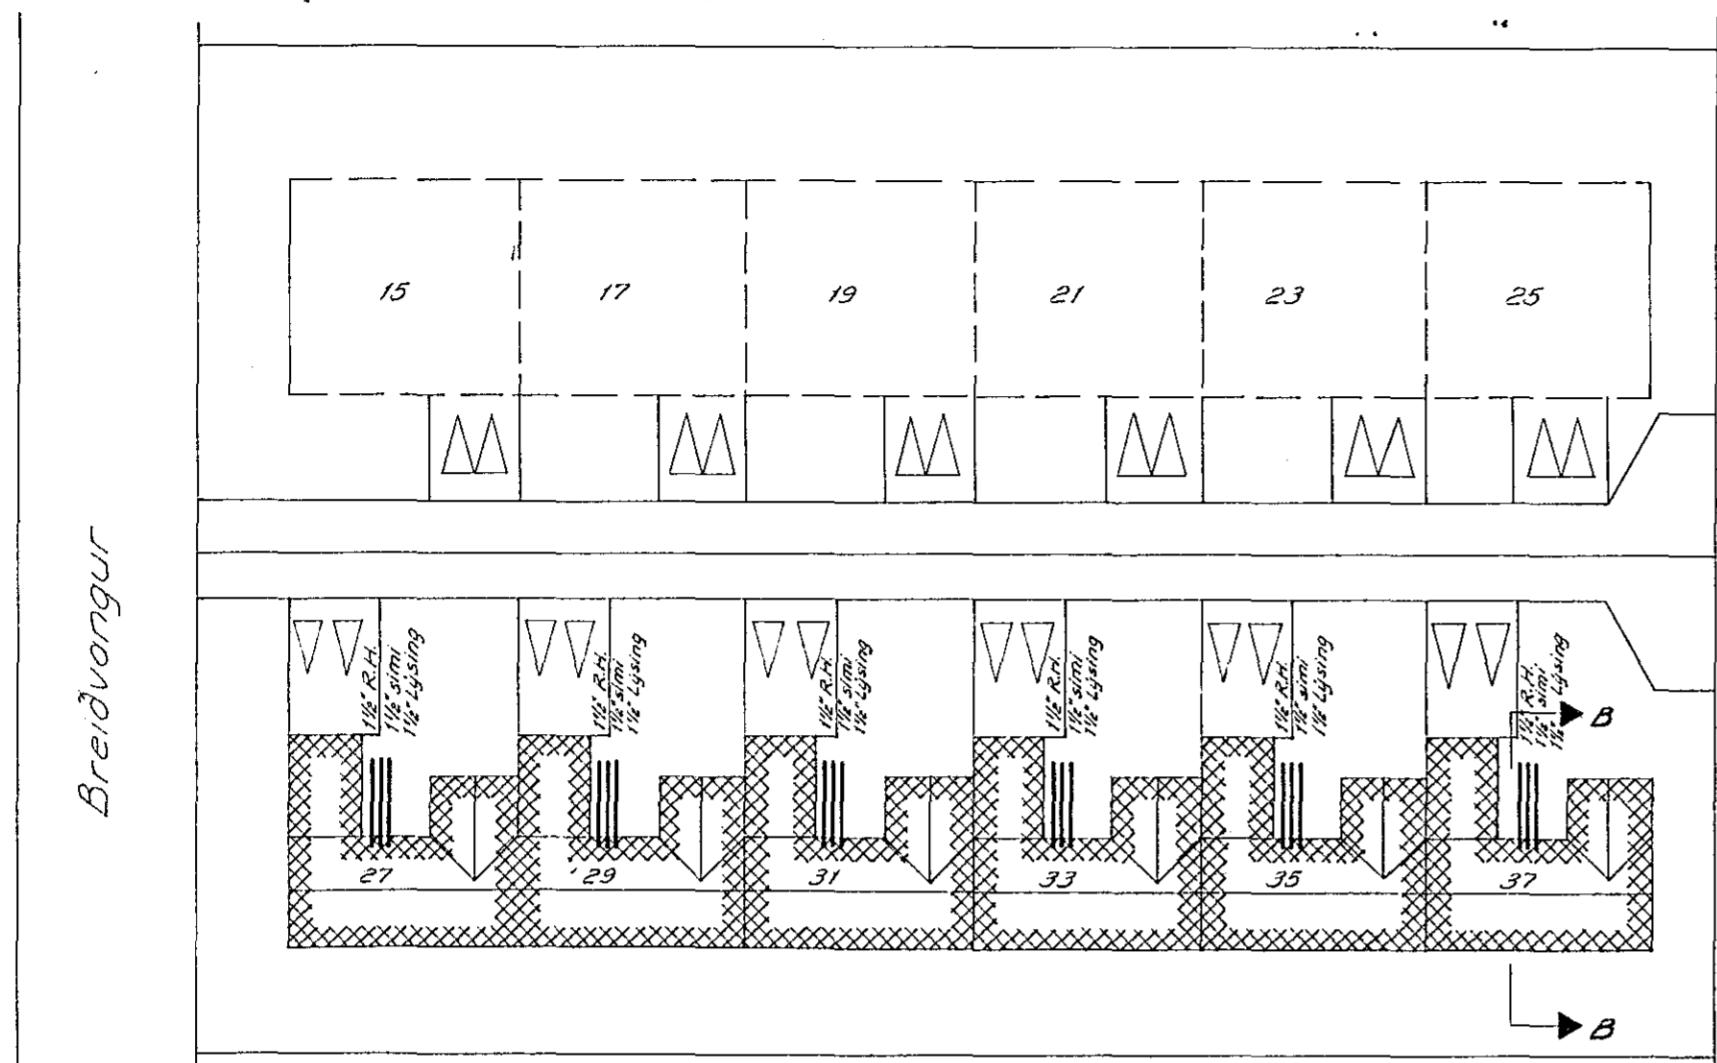 15
17
19
21
23
25
Breiðvangur
1½" R.H.
1½" sími
1½" Lýsing
1½" R.H.
1½" sími
1½" Lýsing
1½" R.H.
1½" sími
1½" Lýsing
1½" R.H.
1½" sími
1½" Lýsing
1½" R.H.
1½" sími
1½" Lýsing
1½" R.H.
1½" sími
1½" Lýsing
B
27
29
31
33
35
37
B